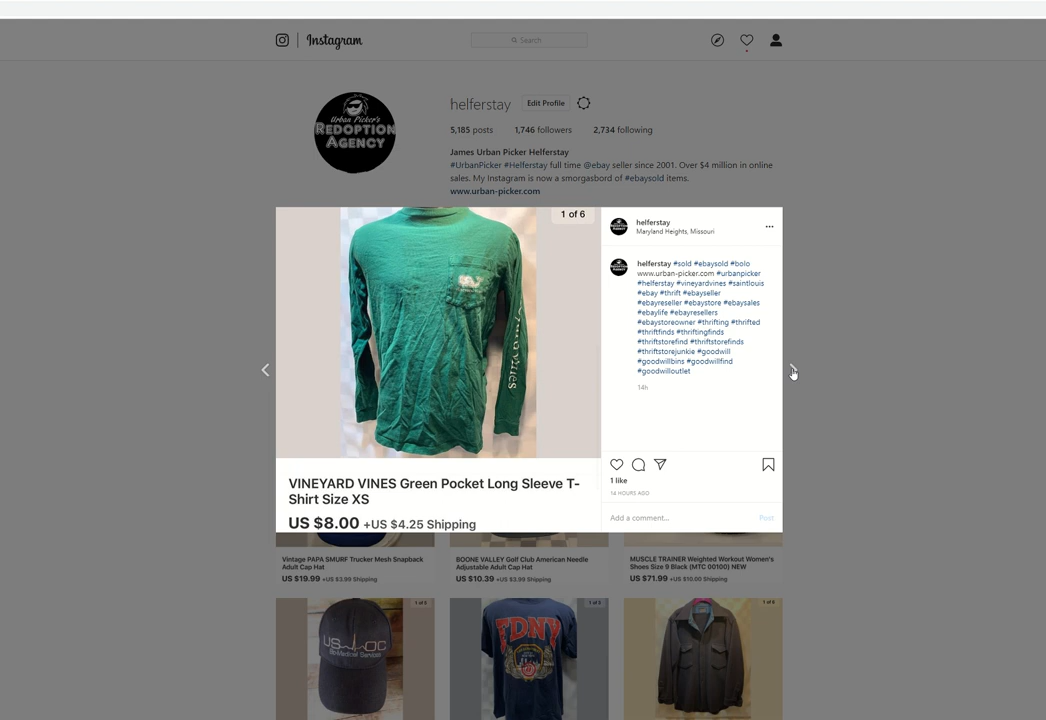 Instagram
Search
Urban Picker's
REDOPTION
AGENCY
helferstay Edit Profile
5,185 posts 1,746 followers 2,734 following
James Urban Picker Helferstay
#UrbanPicker #Helferstay full time @ebay seller since 2001. Over $4 million in online
sales. My Instagram is now a smorgasbord of #ebaysold items.
www.urban-picker.com
1 of 6
vineyard vines
VINEYARD VINES Green Pocket Long Sleeve T-
Shirt Size XS
US $8.00 +US $4.25 Shipping
helferstay
Maryland Heights, Missouri
helferstay #sold #ebaysold #bolo
www.urban-picker.com #urbanpicker
#helferstay #vineyardvines #saintlouis
#ebay #thrift #ebayseller
#ebayreseller #ebaystore #ebaysales
#ebaylife #ebayresellers
#ebaystoreowner #thrifting #thrifted
#thriftfinds #thriftingfinds
#thriftstorefind #thriftstorefinds
#thriftstorejunkie #goodwill
#goodwillbins #goodwillfind
#goodwilloutlet
14h
1 like
14 HOURS AGO
Add a comment... Post
Vintage PAPA SMURF Trucker Mesh Snapback
Adult Cap Hat
US $19.99 +US $3.99 Shipping
BOONE VALLEY Golf Club American Needle
Adjustable Adult Cap Hat
US $10.39 +US $3.99 Shipping
MUSCLE TRAINER Weighted Workout Women's
Shoes Size 9 Black (MTC 00100) NEW
US $71.99 +US $10.00 Shipping
US OC
Bio-Medical Services
FDNY